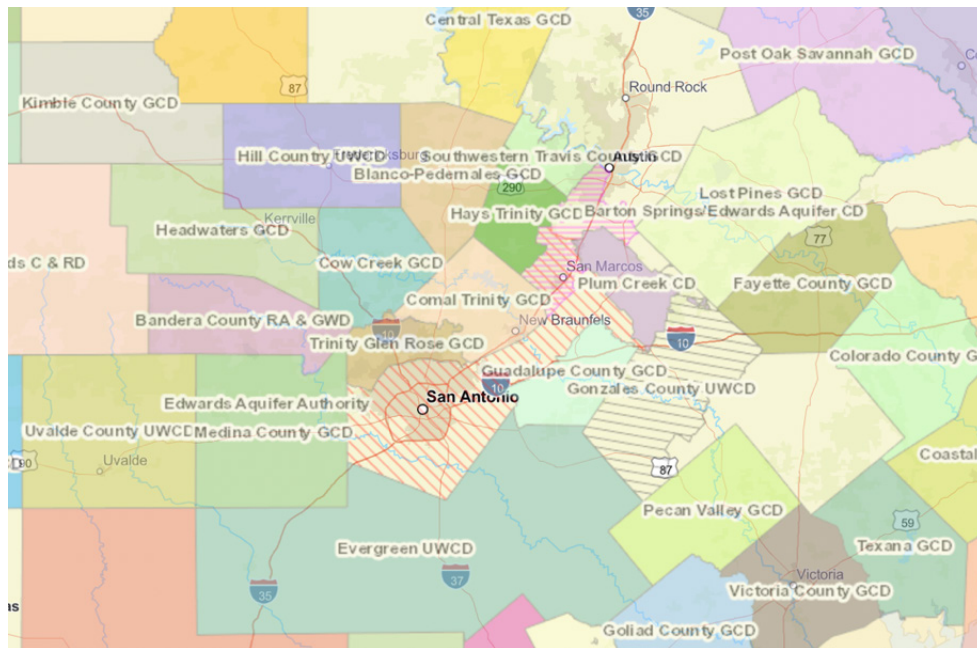 Central Texas GCD
35
Post Oak Savannah GCD
87
Round Rock
Kimble County GCD
Hill Country UWCD
Fredericksburg
Southwestern Travis County GCD
Austin
Blanco-Pedernales GCD
290
Lost Pines GCD
Hays Trinity GCD
Barton Springs/Edwards Aquifer CD
Kerrville
Headwaters GCD
77
ds C & RD
Cow Creek GCD
San Marcos
Plum Creek CD
Fayette County GCD
Comal Trinity GCD
Bandera County RA & GWD
New Braunfels
10
10
Trinity Glen Rose GCD
Colorado County G
Guadalupe County GCD
10
Gonzales County UWCD
San Antonio
Edwards Aquifer Authority
Uvalde County UWCD
Medina County GCD
Coastal
CD
90
Uvalde
87
Pecan Valley GCD
59
Evergreen UWCD
Texana GCD
35
37
Victoria
Victoria County GCD
as
Goliad County GCD